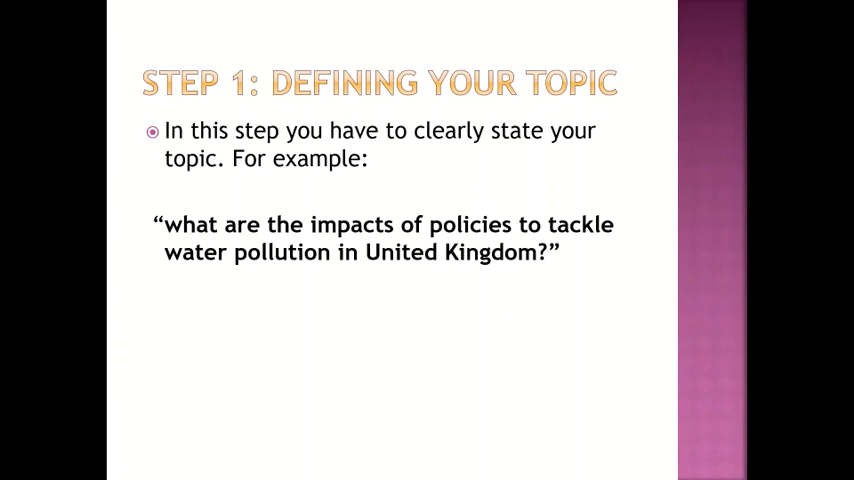 STEP 1: DEFINING YOUR TOPIC
In this step you have to clearly state your
topic. For example:
“what are the impacts of policies to tackle
water pollution in United Kingdom?”